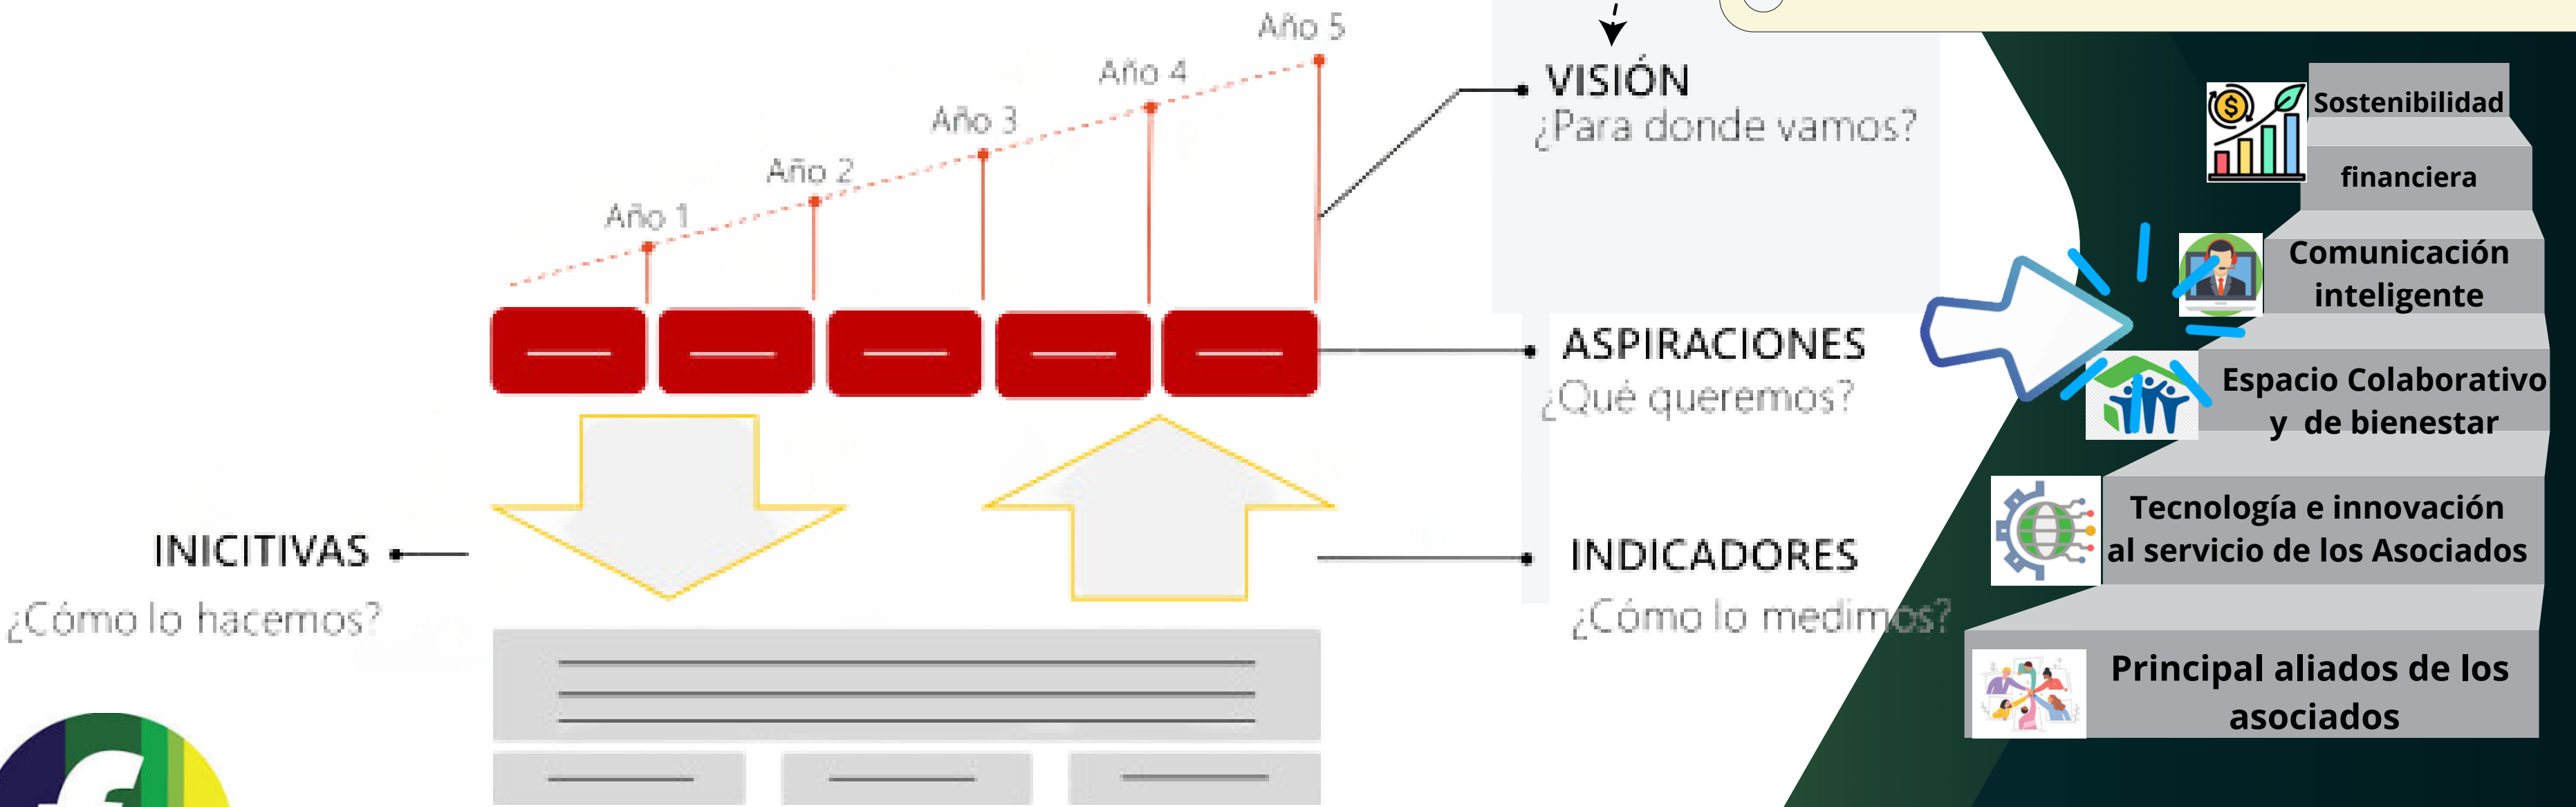 Año 5
Año 4
Año 3
Año 2
Año 1
VISIÓN
¿Para donde vamos?
ASPIRACIONES
¿Qué queremos?
INICITIVAS
¿Cómo lo hacemos?
INDICADORES
¿Cómo lo medimos?
Sostenibilidad
financiera
Comunicación
inteligente
Espacio Colaborativo
y de bienestar
Tecnología e innovación
al servicio de los Asociados
Principal aliados de los
asociados